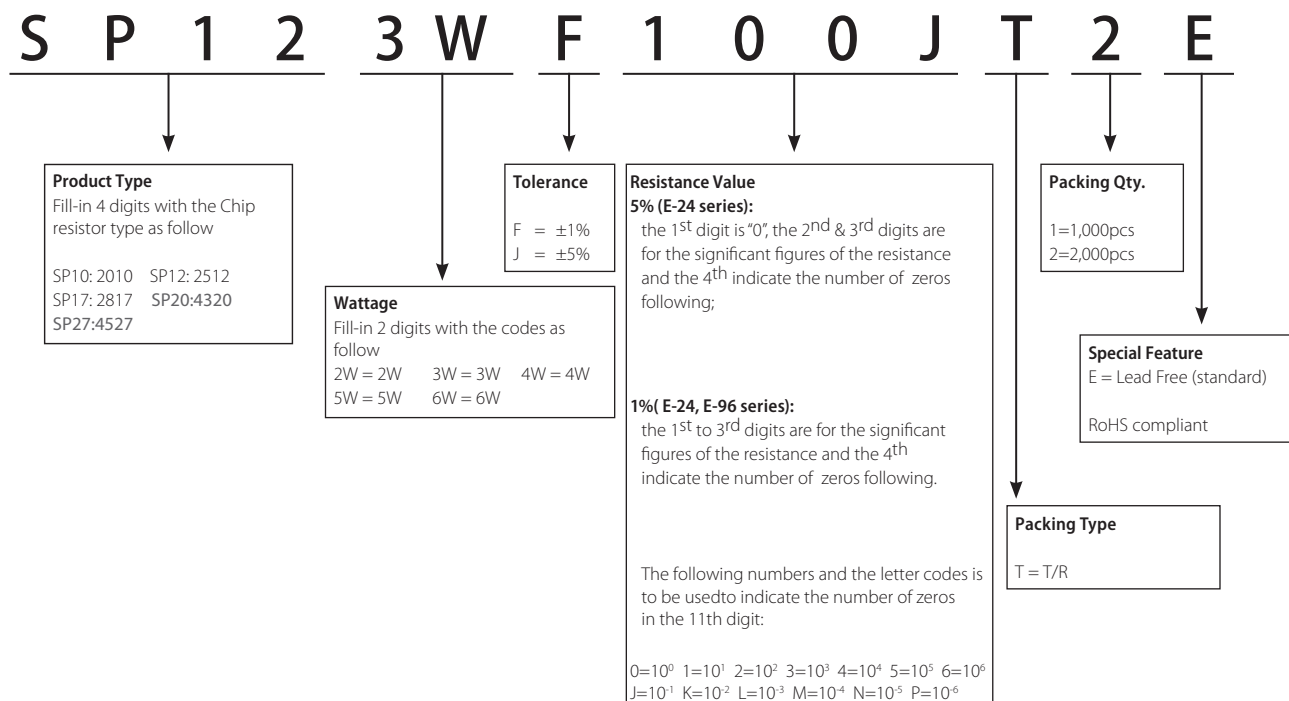 S P 1 2 3 W F 1 0 0 J T 2 E
Product Type
Fill-in 4 digits with the Chip
resistor type as follow
SP10: 2010 SP12: 2512
SP17: 2817 SP20:4320
SP27:4527
Wattage
Fill-in 2 digits with the codes as
follow
2W = 2W 3W = 3W 4W = 4W
5W = 5W 6W = 6W
Tolerance
F = ±1%
J = ±5%
Resistance Value
5% (E-24 series):
the 1st digit is "0", the 2nd & 3rd digits are
for the significant figures of the resistance
and the 4th indicate the number of zeros
following;
1%( E-24, E-96 series):
the 1st to 3rd digits are for the significant
figures of the resistance and the 4th
indicate the number of zeros following.
The following numbers and the letter codes is
to be usedto indicate the number of zeros
in the 11th digit:
0=10⁰ 1=10¹ 2=10² 3=10³ 4=10⁴ 5=10⁵ 6=10⁶
J=10⁻¹ K=10⁻² L=10⁻³ M=10⁻⁴ N=10⁻⁵ P=10⁻⁶
Packing Type
T = T/R
Packing Qty.
1=1,000pcs
2=2,000pcs
Special Feature
E = Lead Free (standard)
RoHS compliant